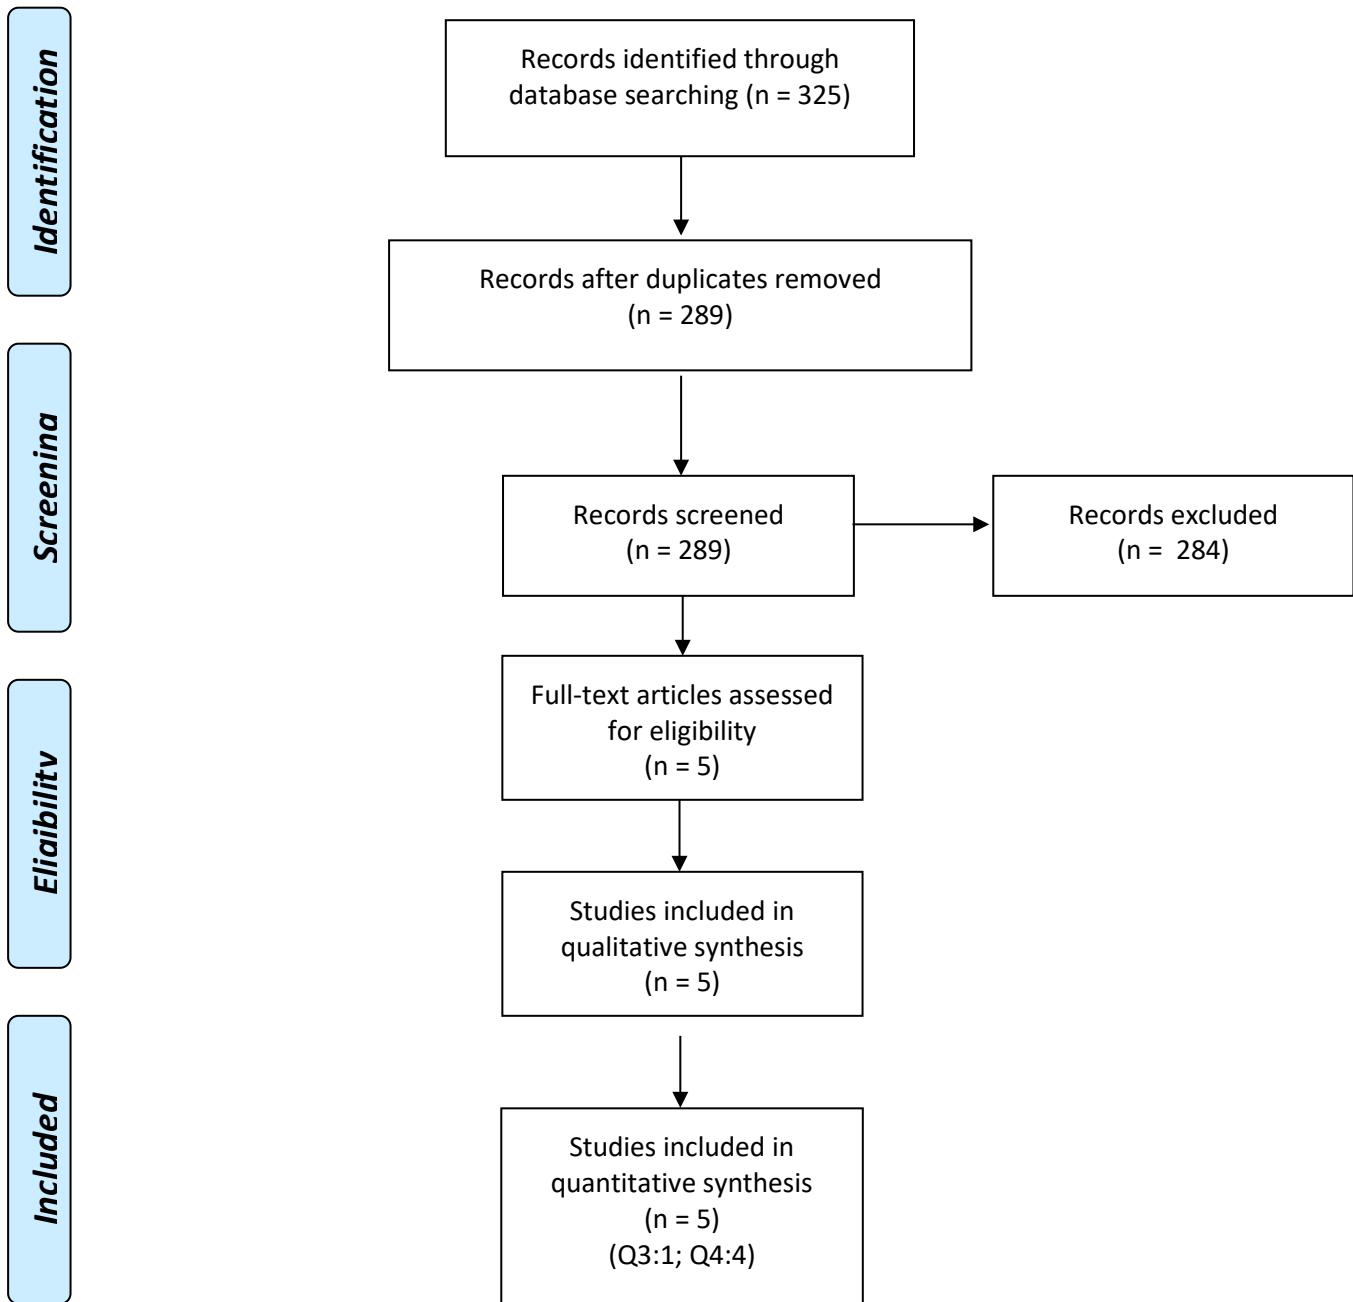 Identification
Records identified through
database searching (n = 325)
Records after duplicates removed
(n = 289)
Screening
Records screened
(n = 289)
Records excluded
(n =  284)
Eligibility
Full-text articles assessed
for eligibility
(n = 5)
Studies included in
qualitative synthesis
(n = 5)
Included
Studies included in
quantitative synthesis
(n = 5)
(Q3:1; Q4:4)